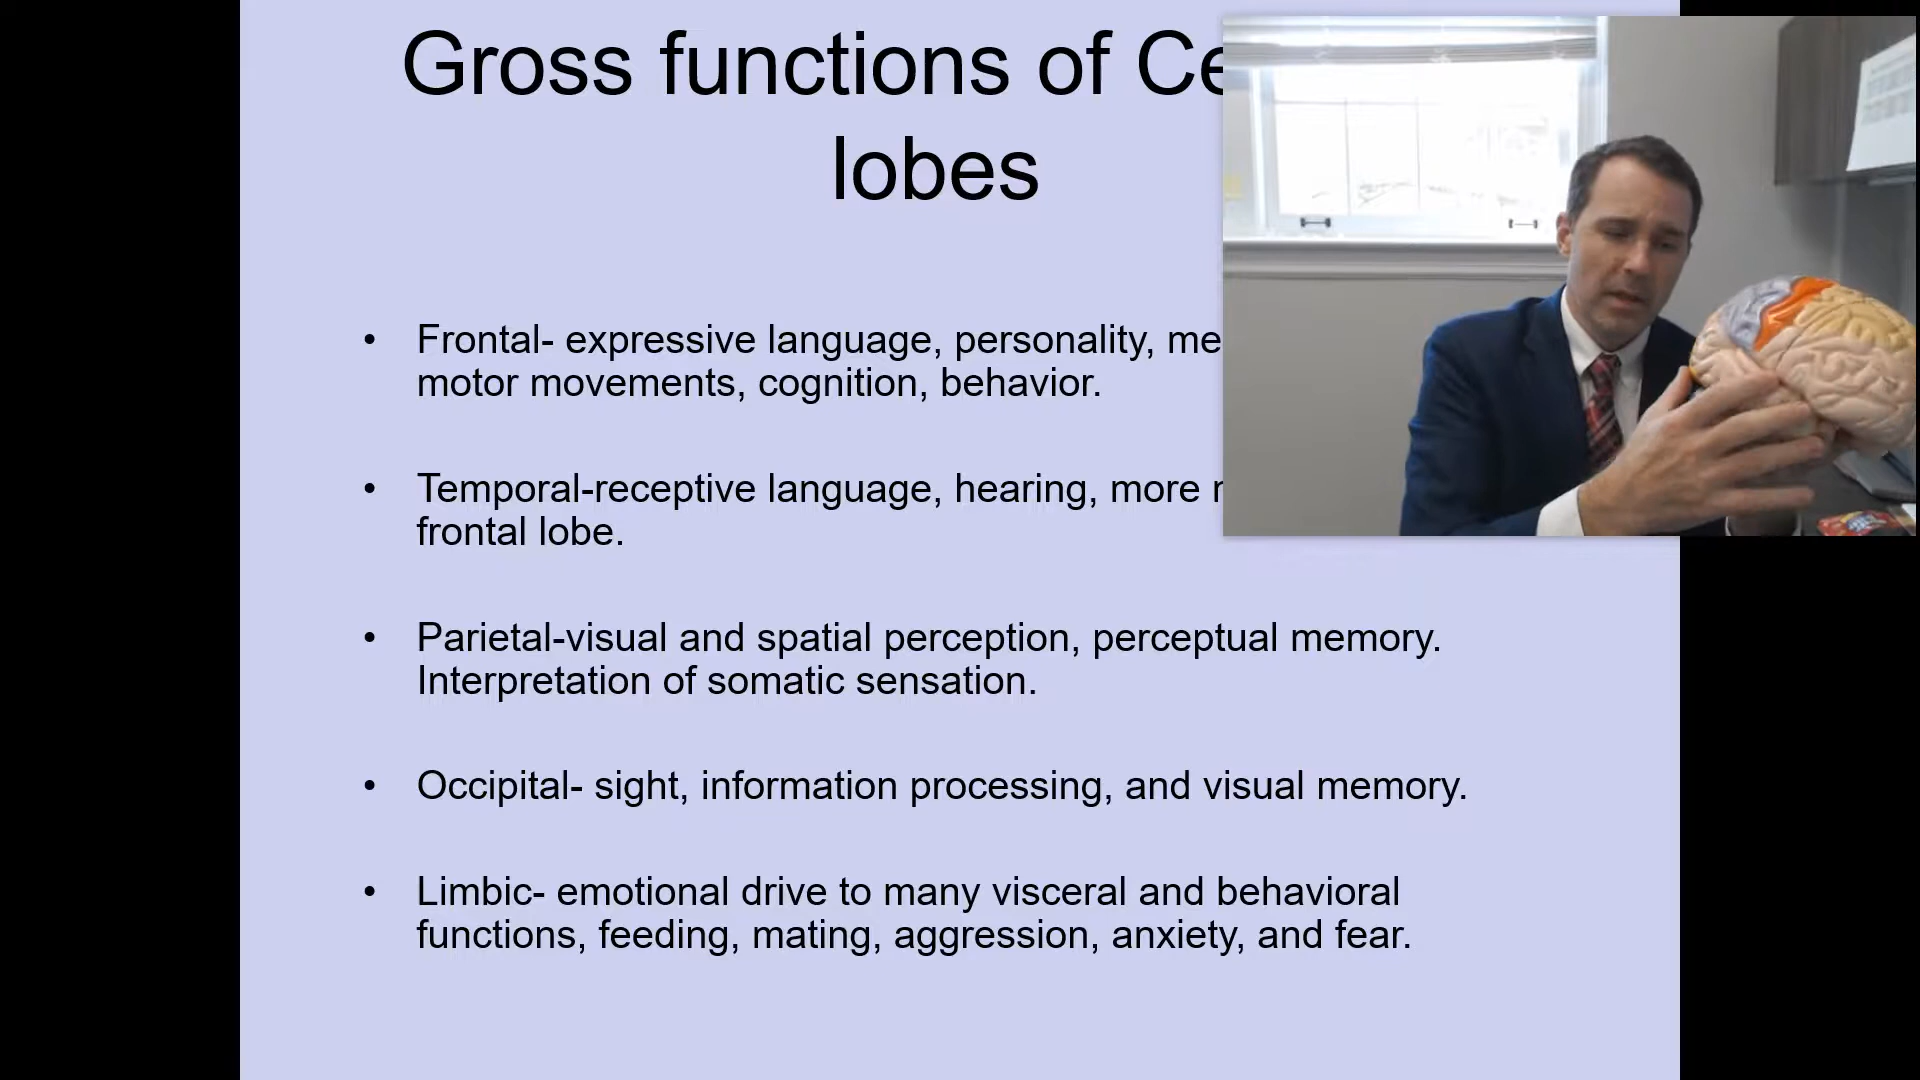 Gross functions of
lobes
• Frontal- expressive language, personality,
motor movements, cognition, behavior.
• Temporal-receptive language, hearing, more
frontal lobe.
• Parietal-visual and spatial perception, perceptual memory.
Interpretation of somatic sensation.
• Occipital- sight, information processing, and visual memory.
• Limbic- emotional drive to many visceral and behavioral
functions, feeding, mating, aggression, anxiety, and fear.